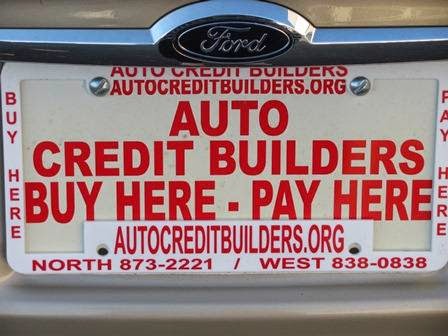 Ford
AUTO CREDIT BUILDERS
AUTOCREDITBUILDERS.ORG
BUY HERE
AUTO
CREDIT BUILDERS
BUY HERE - PAY HERE
PAY HERE
AUTOCREDITBUILDERS.ORG
NORTH 873-2221 / WEST 838-0838